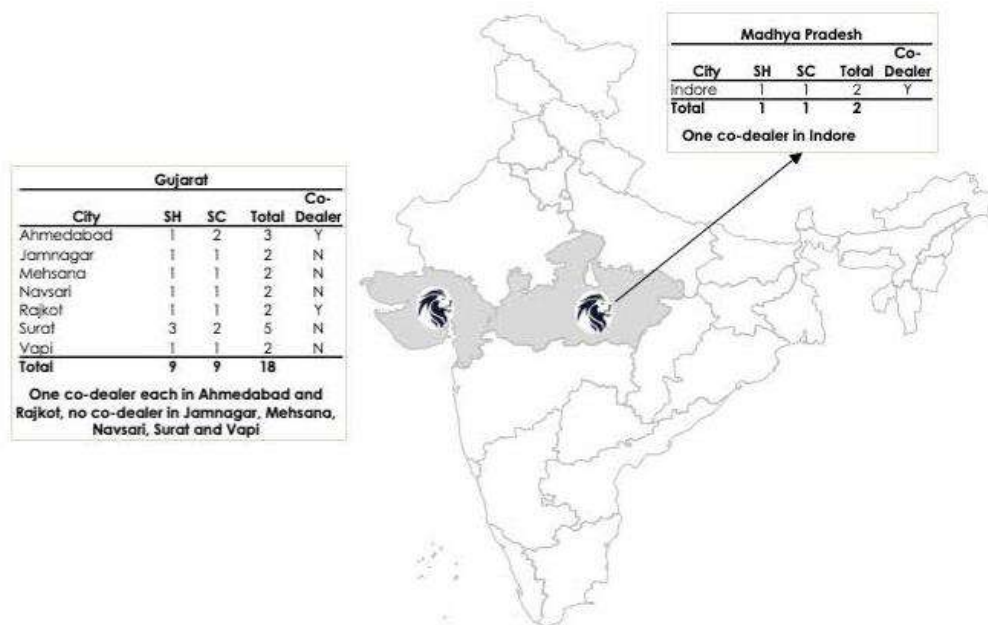 Madhya Pradesh
Co-
City SH SC Total Dealer
Indore 1 1 2 Y
Total 1 1 2
One co-dealer in Indore
Gujarat
Co-
City SH SC Total Dealer
Ahmedabad 1 2 3 Y
Jamnagar 1 1 2 N
Mehsana 1 1 2 N
Navsari 1 1 2 N
Rajkot 1 1 2 Y
Surat 3 2 5 N
Vapi 1 1 2 N
Total 9 9 18
One co-dealer each in Ahmedabad and
Rajkot, no co-dealer in Jamnagar, Mehsana,
Navsari, Surat and Vapi